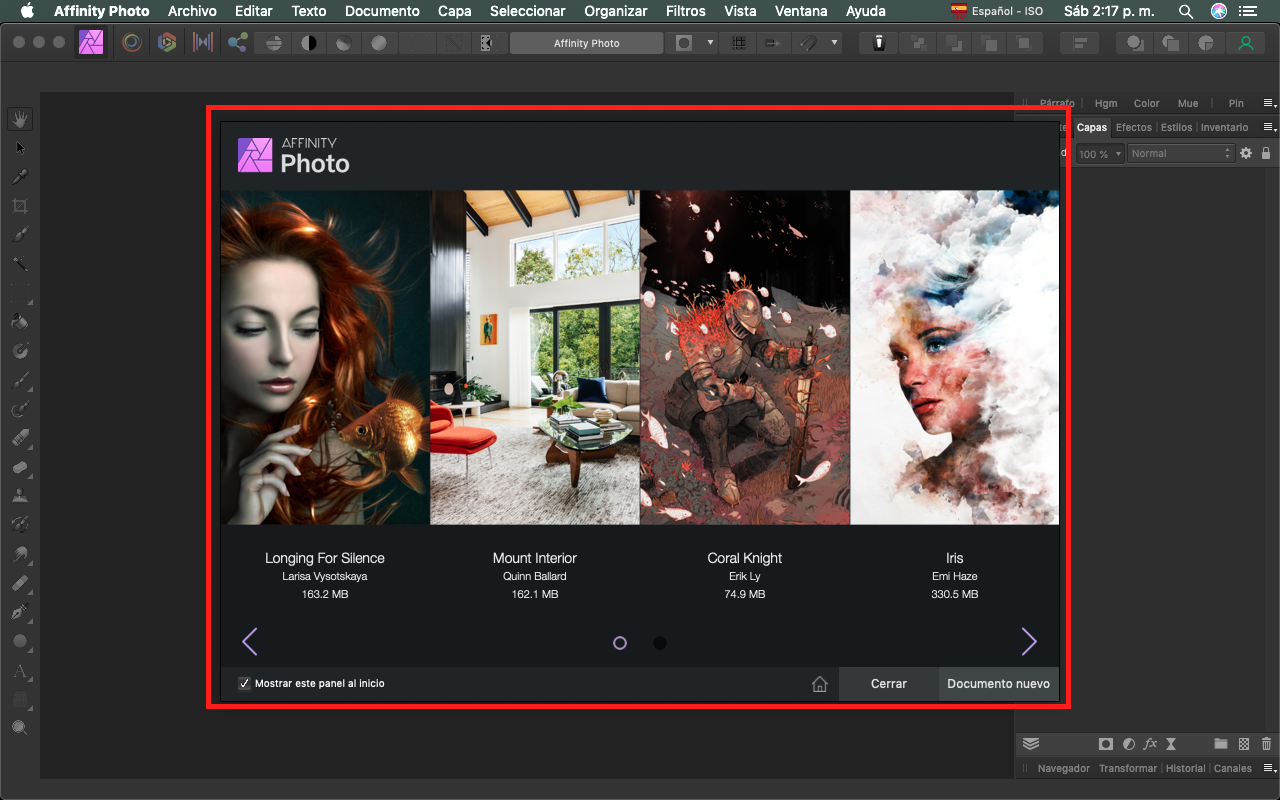 Affinity Photo Archivo Editar Texto Documento Capa Seleccionar Organizar Filtros Vista Ventana Ayuda Español - ISO Sáb 2:17 p. m.
Affinity Photo
Párrafo Hgm Color Mue Pin
Capas Efectos Estilos Inventario
100 % Normal
AFFINITY
Photo
Longing For Silence
Larisa Vysotskaya
163.2 MB
Mount Interior
Quinn Ballard
162.1 MB
Coral Knight
Erik Ly
74.9 MB
Iris
Emi Haze
330.5 MB
Mostrar este panel al inicio
Cerrar
Documento nuevo
fx
Navegador Transformar Historial Canales